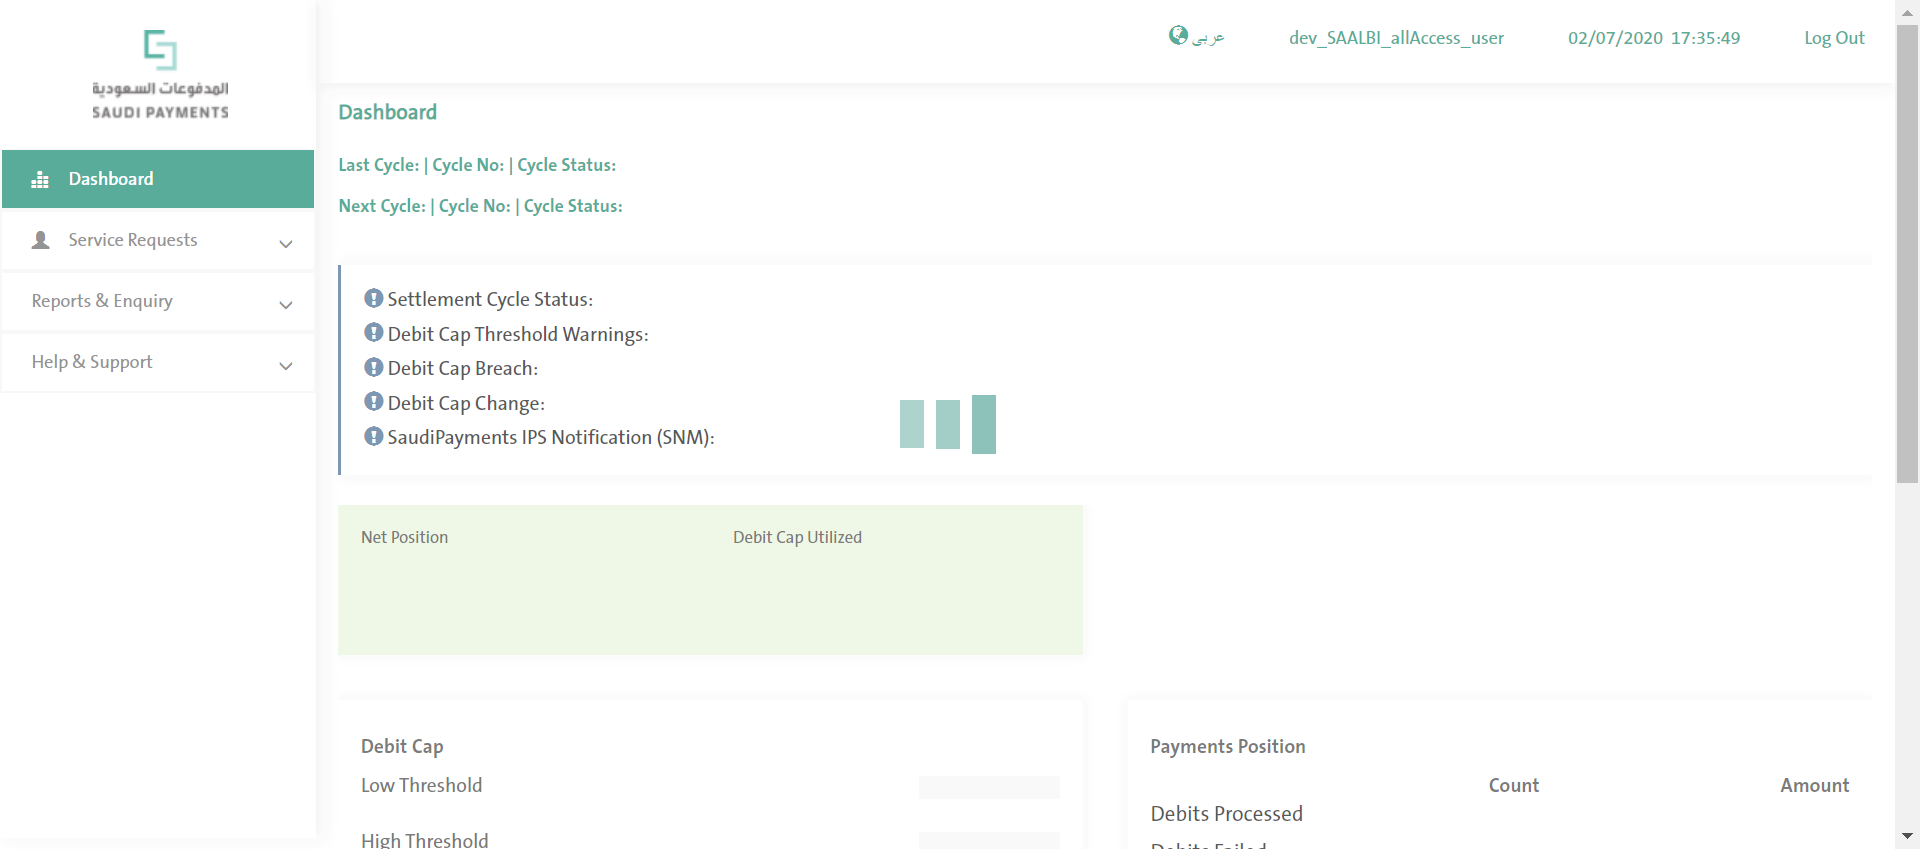 المدفوعات السعودية
SAUDI PAYMENTS
عربى
dev_SAALBI_allAccess_user
02/07/2020 17:35:49
Log Out
Dashboard
Service Requests
Reports & Enquiry
Help & Support
Dashboard
Last Cycle: | Cycle No: | Cycle Status:
Next Cycle: | Cycle No: | Cycle Status:
Settlement Cycle Status:
Debit Cap Threshold Warnings:
Debit Cap Breach:
Debit Cap Change:
SaudiPayments IPS Notification (SNM):
Net Position
Debit Cap Utilized
Debit Cap
Low Threshold
High Threshold
Payments Position
Count Amount
Debits Processed
Debits Failed